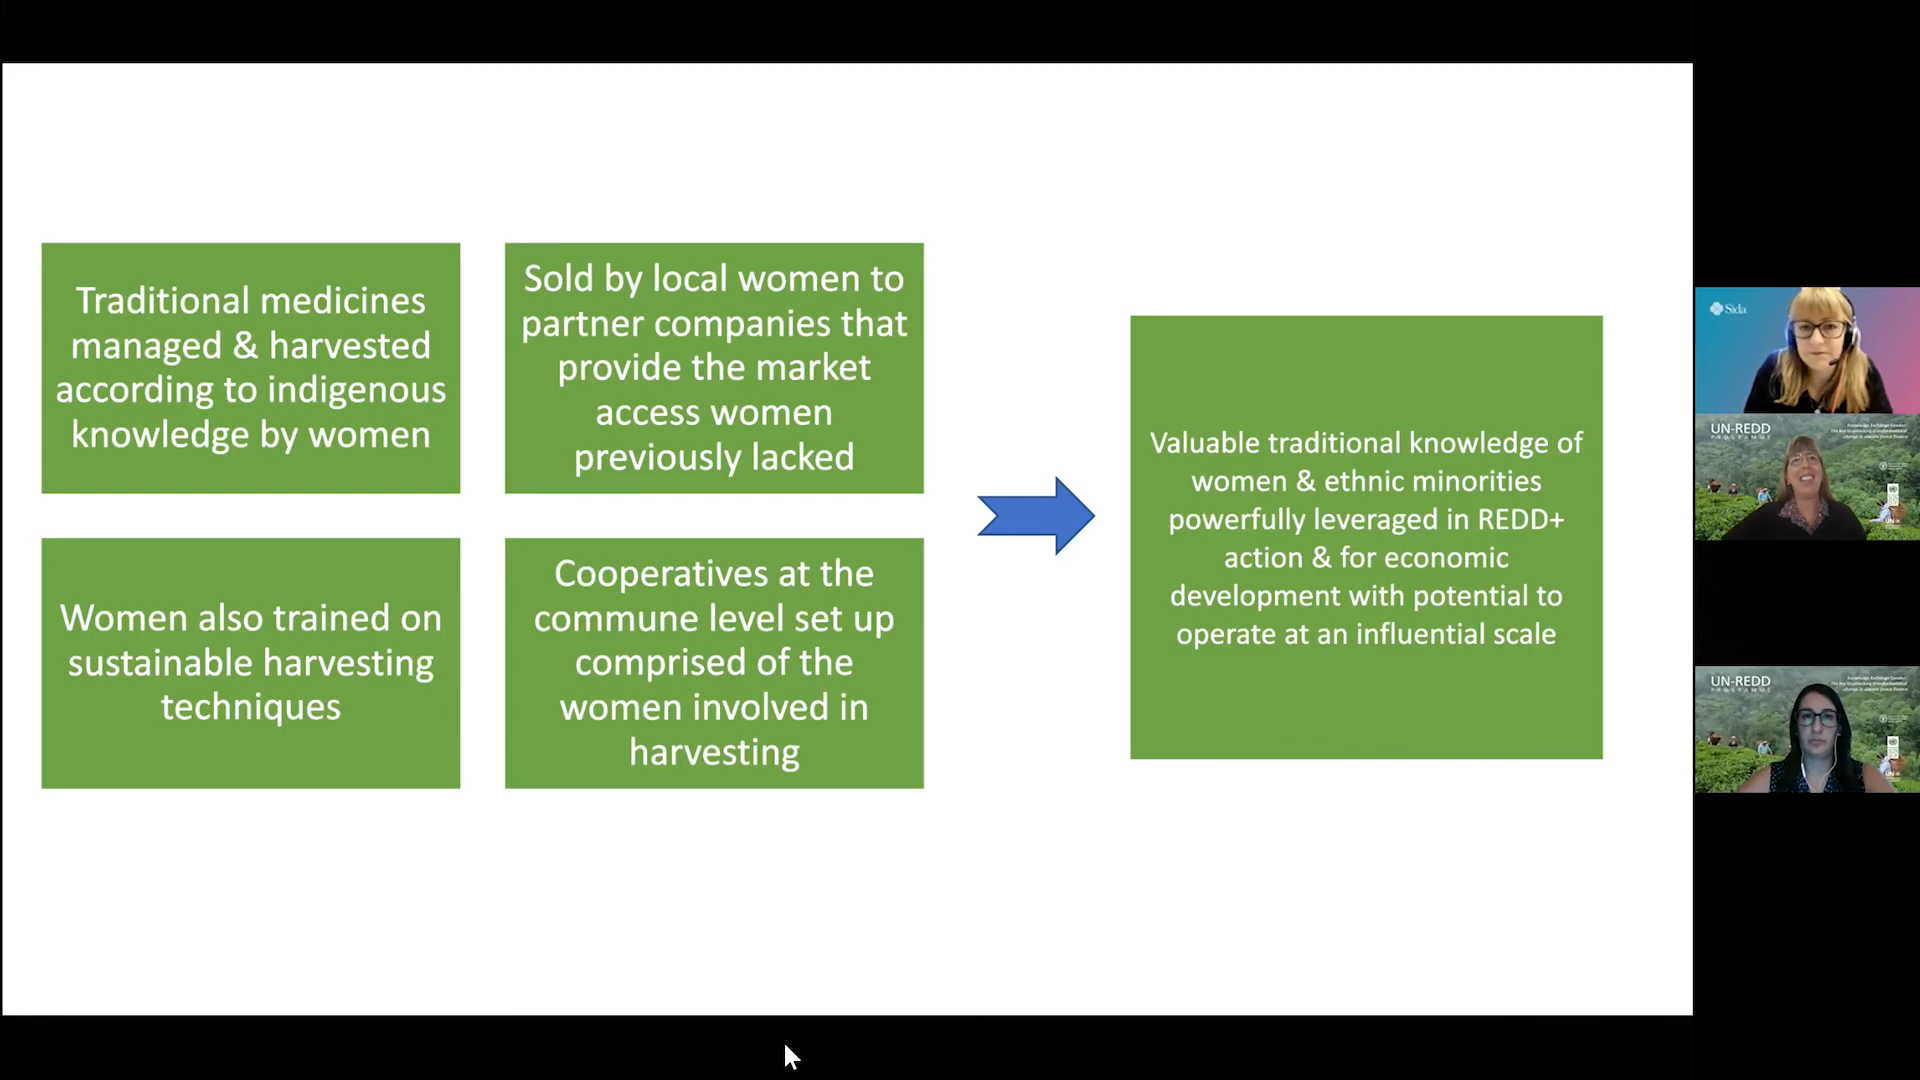 Traditional medicines
managed & harvested
according to indigenous
knowledge by women
Sold by local women to
partner companies that
provide the market
access women
previously lacked
Women also trained on
sustainable harvesting
techniques
Cooperatives at the
commune level set up
comprised of the
women involved in
harvesting
Valuable traditional knowledge of
women & ethnic minorities
powerfully leveraged in REDD+
action & for economic
development with potential to
operate at an influential scale
Sida
UN-REDD
PROGRAMME
UN-REDD
PROGRAMME